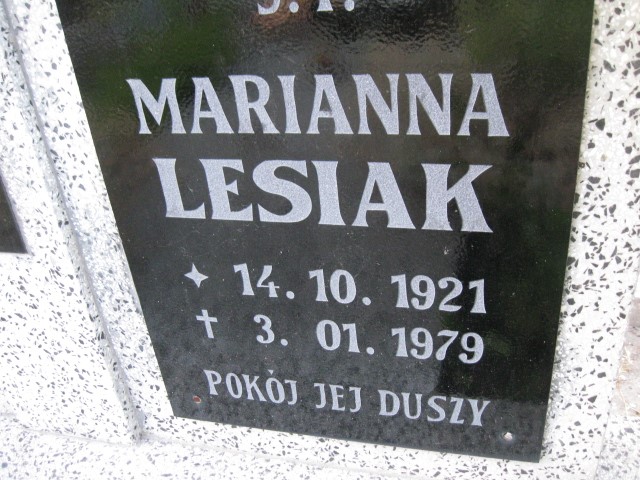 Ś.P.
MARIANNA
LESIAK
✦ 14. 10. 1921
✝ 3. 01. 1979
POKÓJ JEJ DUSZY